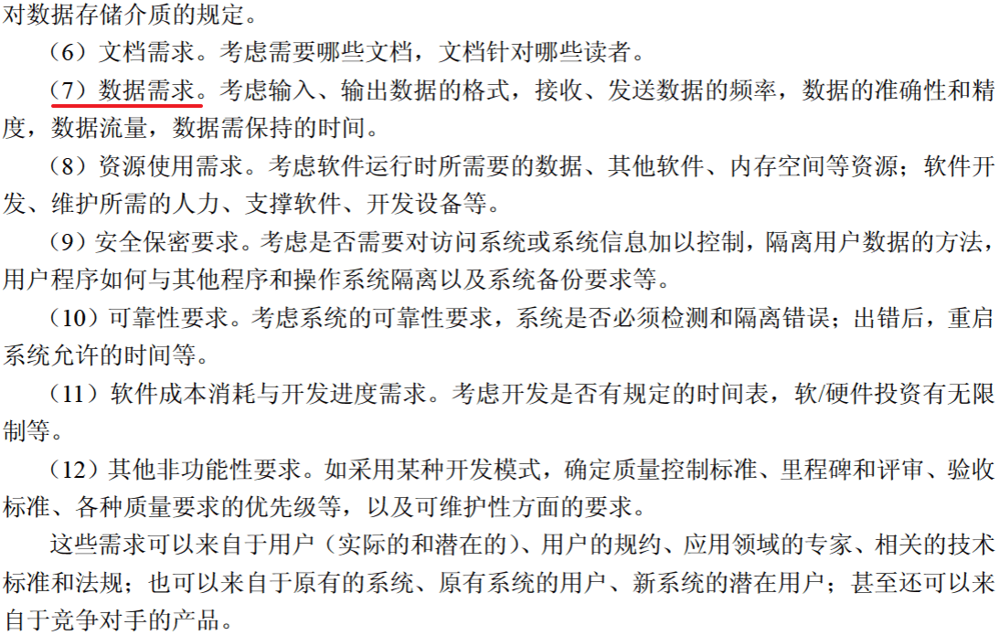 对数据存储介质的规定。
（6）文档需求。考虑需要哪些文档，文档针对哪些读者。
（7）数据需求。考虑输入、输出数据的格式，接收、发送数据的频率，数据的准确性和精
度，数据流量，数据需保持的时间。
（8）资源使用需求。考虑软件运行时所需要的数据、其他软件、内存空间等资源；软件开
发、维护所需的人力、支撑软件、开发设备等。
（9）安全保密要求。考虑是否需要对访问系统或系统信息加以控制，隔离用户数据的方法，
用户程序如何与其他程序和操作系统隔离以及系统备份要求等。
（10）可靠性要求。考虑系统的可靠性要求，系统是否必须检测和隔离错误；出错后，重启
系统允许的时间等。
（11）软件成本消耗与开发进度需求。考虑开发是否有规定的时间表，软/硬件投资有无限
制等。
（12）其他非功能性要求。如采用某种开发模式，确定质量控制标准、里程碑和评审、验收
标准、各种质量要求的优先级等，以及可维护性方面的要求。
这些需求可以来自于用户（实际的和潜在的）、用户的规约、应用领域的专家、相关的技术
标准和法规；也可以来自于原有的系统、原有系统的用户、新系统的潜在用户；甚至还可以来
自于竞争对手的产品。